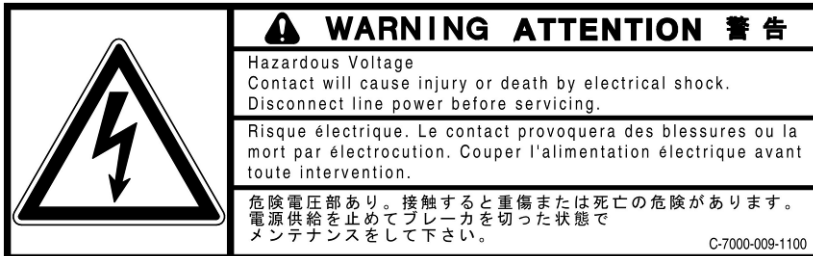 WARNING ATTENTION 警告
Hazardous Voltage
Contact will cause injury or death by electrical shock.
Disconnect line power before servicing.
Risque électrique. Le contact provoquera des blessures ou la
mort par électrocution. Couper l'alimentation électrique avant
toute intervention.
危険電圧部あり。接触すると重傷または死亡の危険があります。
電源供給を止めてブレーカを切った状態で
メンテナンスをして下さい。
C-7000-009-1100